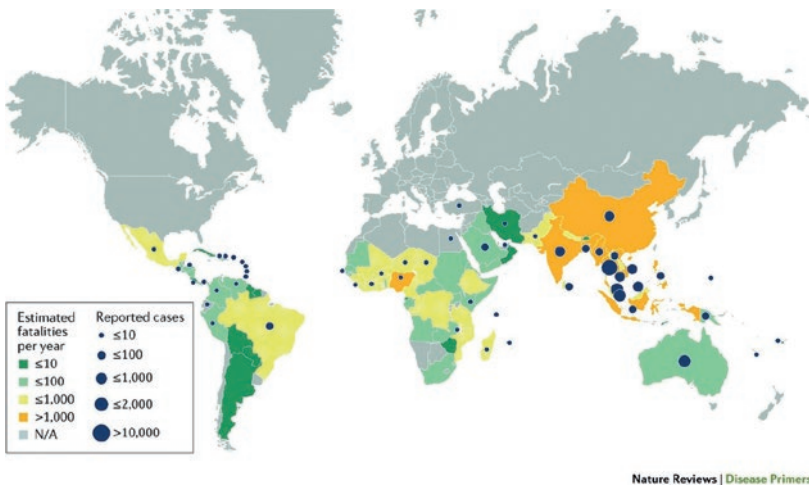 Estimated fatalities per year
≤10
≤100
≤1,000
>1,000
N/A
Reported cases
≤10
≤100
≤1,000
≤2,000
>10,000
Nature Reviews | Disease Primers